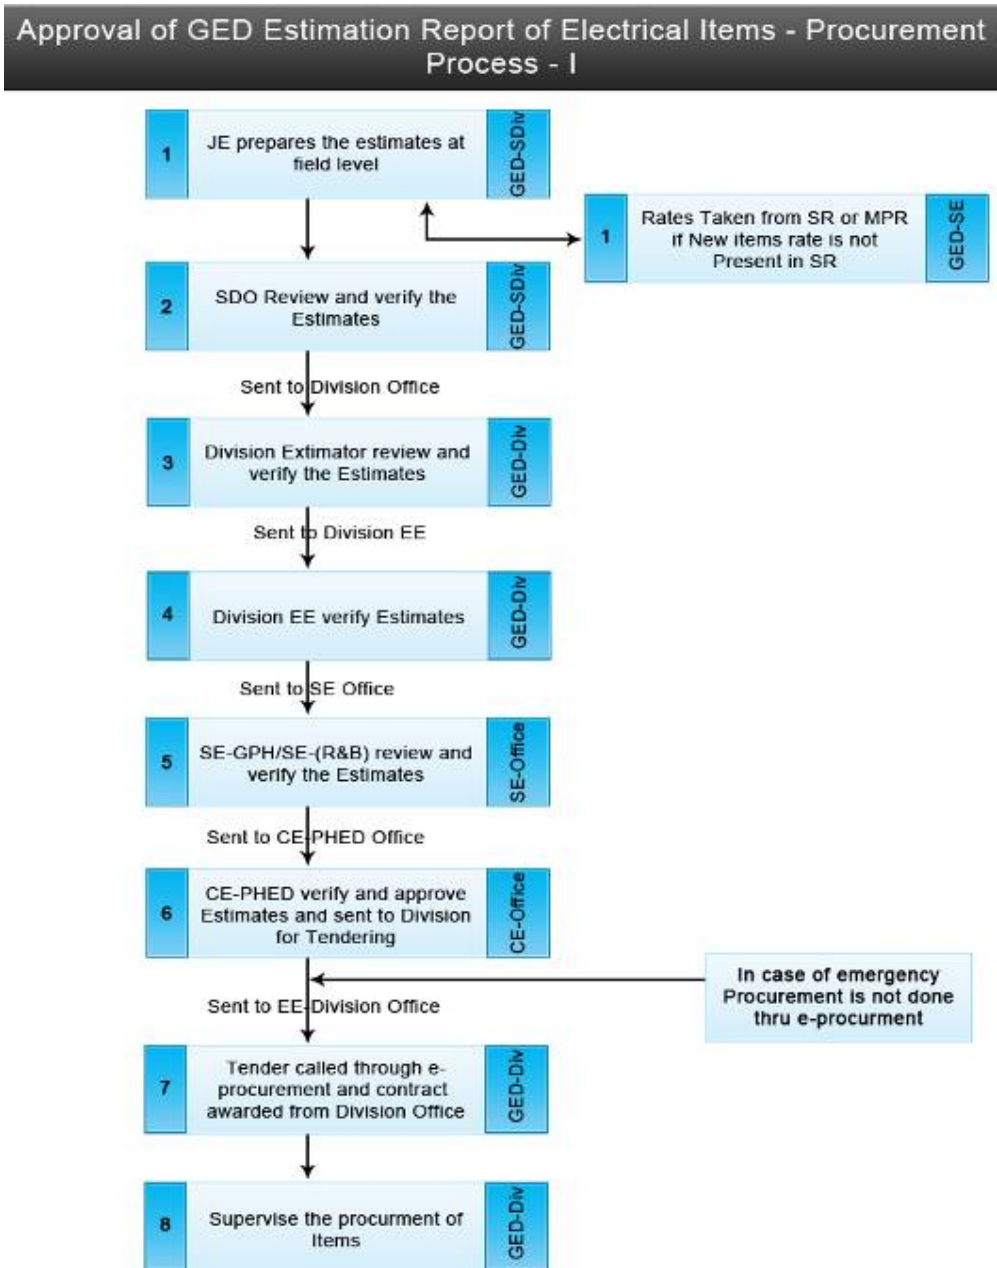 Approval of GED Estimation Report of Electrical Items - Procurement
Process - I
1
JE prepares the estimates at
field level
GED-SDiv
1
Rates Taken from SR or MPR
if New items rate is not
Present in SR
GED-SE
2
SDO Review and verify the
Estimates
GED-SDiv
Sent to Division Office
3
Division Extimator review and
verify the Estimates
GED-Div
Sent to Division EE
4
Division EE verify Estimates
GED-Div
Sent to SE Office
5
SE-GPH/SE-(R&B) review and
verify the Estimates
SE-Office
Sent to CE-PHED Office
6
CE-PHED verify and approve
Estimates and sent to Division
for Tendering
CE-Office
In case of emergency
Procurement is not done
thru e-procurment
Sent to EE-Division Office
7
Tender called through e-
procurement and contract
awarded from Division Office
GED-Div
8
Supervise the procurment of
Items
GED-Div